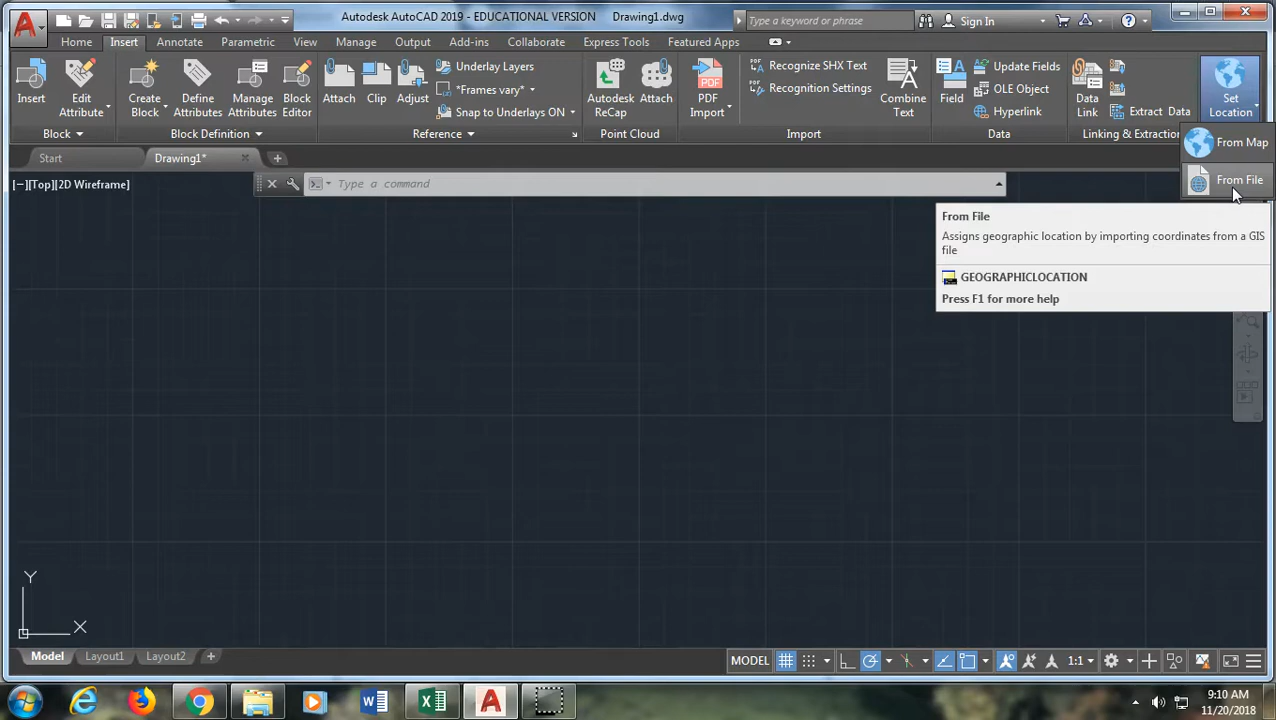 Autodesk AutoCAD 2019 - EDUCATIONAL VERSION Drawing1.dwg
Type a keyword or phrase
Sign In
Home Insert Annotate Parametric View Manage Output Add-ins Collaborate Express Tools Featured Apps
Insert
Edit Attribute
Create Block
Define Attributes
Manage Attributes
Block Editor
Attach
Clip
Adjust
Underlay Layers
*Frames vary*
Snap to Underlays ON
Autodesk ReCap
Attach
PDF
PDF Import
PDF
Recognize SHX Text
PDF
Recognition Settings
Combine Text
Field
Update Fields
OLE Object
Hyperlink
Data Link
Extract Data
Set Location
Block Block Definition Reference Point Cloud Import Data Linking & Extraction
From Map
From File
Start Drawing1*
[−][Top][2D Wireframe]
Type a command
From File
Assigns geographic location by importing coordinates from a GIS
file
GEOGRAPHICLOCATION
Press F1 for more help
Y
X
Model Layout1 Layout2
MODEL
1:1
9:10 AM
11/20/2018